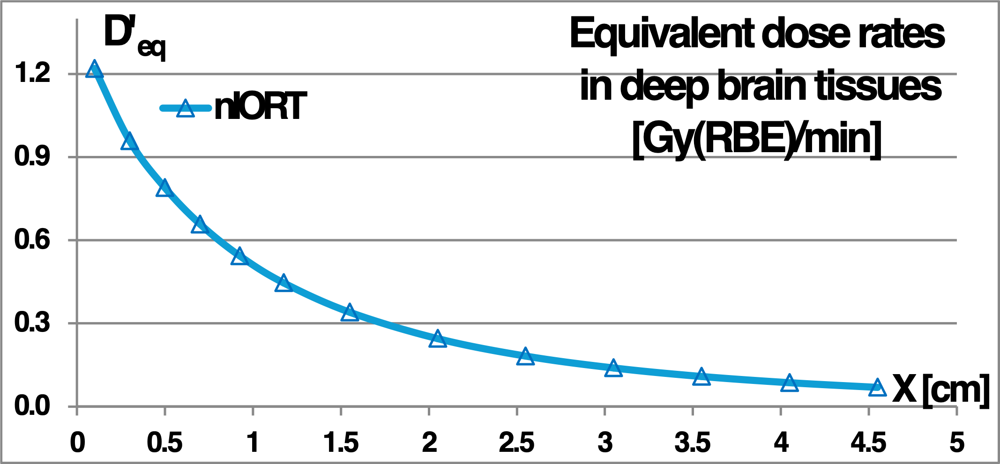 D'eq
Equivalent dose rates
in deep brain tissues
[Gy(RBE)/min]
nIORT
1.2
0.9
0.6
0.3
0.0
X [cm]
0 0.5 1 1.5 2 2.5 3 3.5 4 4.5 5